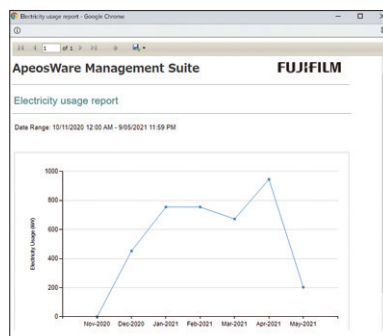 Electricity usage report - Google Chrome
1 of 1
ApeosWare Management Suite
FUJIFILM
Electricity usage report
Date Range: 10/11/2020 12:00 AM - 9/05/2021 11:59 PM
1000
800
600
400
200
0
Electricity Usage (kW)
Nov-2020 Dec-2020 Jan-2021 Feb-2021 Mar-2021 Apr-2021 May-2021